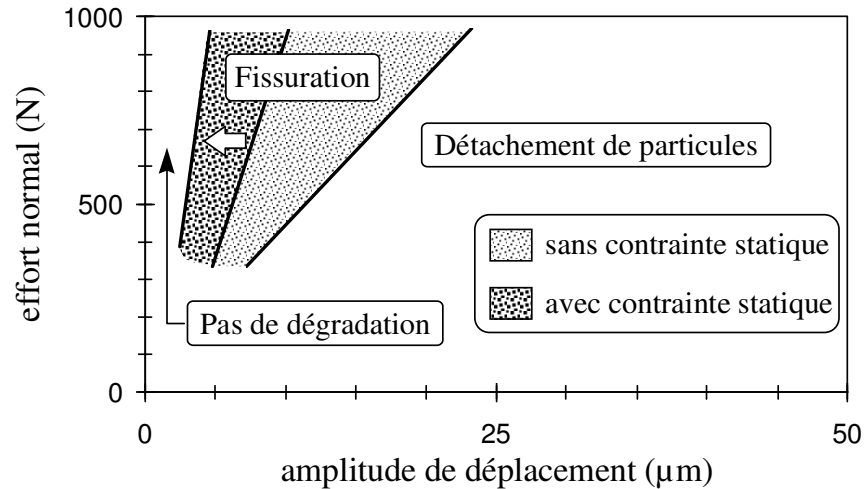 1000
500
0
effort normal (N)
Fissuration
Détachement de particules
sans contrainte statique
avec contrainte statique
Pas de dégradation
0
25
50
amplitude de déplacement (µm)